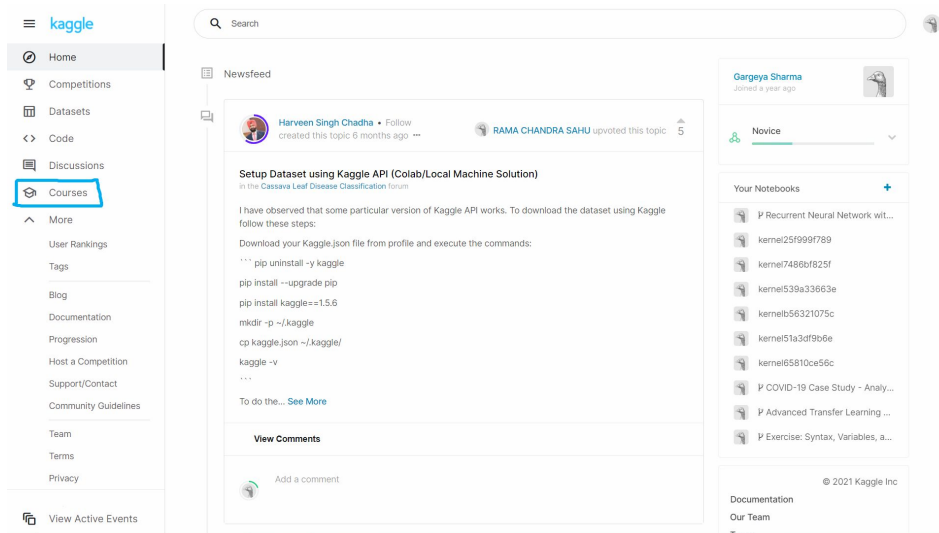 kaggle
Search
Home
Competitions
Datasets
Code
Discussions
Courses
More
User Rankings
Tags
Blog
Documentation
Progression
Host a Competition
Support/Contact
Community Guidelines
Team
Terms
Privacy
View Active Events
Newsfeed
Harveen Singh Chadha • Follow
created this topic 6 months ago •••
RAMA CHANDRA SAHU upvoted this topic
5
Setup Dataset using Kaggle API (Colab/Local Machine Solution)
in the Cassava Leaf Disease Classification forum
I have observed that some particular version of Kaggle API works. To download the dataset using Kaggle
follow these steps:
Download your Kaggle.json file from profile and execute the commands:
``` pip uninstall -y kaggle
pip install --upgrade pip
pip install kaggle==1.5.6
mkdir -p ~/.kaggle
cp kaggle.json ~/.kaggle/
kaggle -v
```
To do the... See More
View Comments
Add a comment
Gargeya Sharma
Joined a year ago
Novice
Your Notebooks +
Recurrent Neural Network wit...
kernel25f999f789
kernel7486bf825f
kernel539a33663e
kernelb56321075c
kernel51a3df9b6e
kernel65810ce56c
COVID-19 Case Study - Analy...
Advanced Transfer Learning ...
Exercise: Syntax, Variables, a...
© 2021 Kaggle Inc
Documentation
Our Team